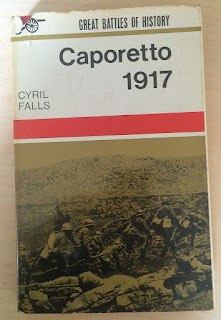 GREAT BATTLES OF HISTORY
Caporetto
1917
CYRIL
FALLS